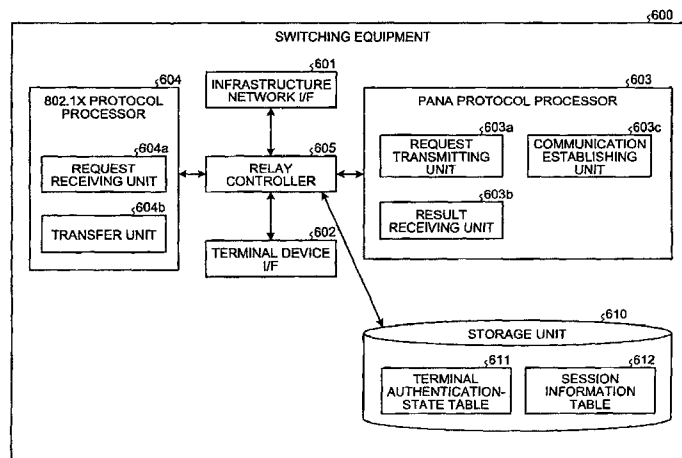 600
SWITCHING EQUIPMENT
604
802.1X PROTOCOL
PROCESSOR
604a
REQUEST
RECEIVING UNIT
604b
TRANSFER UNIT
601
INFRASTRUCTURE
NETWORK I/F
605
RELAY
CONTROLLER
602
TERMINAL DEVICE
I/F
603
PANA PROTOCOL PROCESSOR
603a
REQUEST
TRANSMITTING
UNIT
603c
COMMUNICATION
ESTABLISHING
UNIT
603b
RESULT
RECEIVING UNIT
610
STORAGE UNIT
611
TERMINAL
AUTHENTICATION-
STATE TABLE
612
SESSION
INFORMATION
TABLE